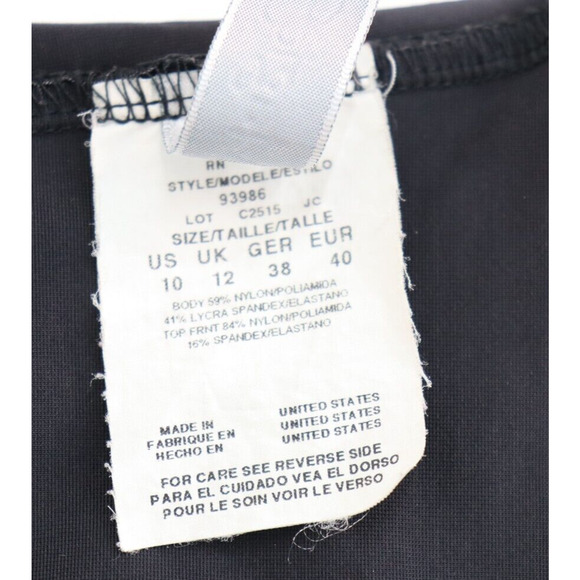 RN
STYLE/MODELE/ESTILO
93986
LOT C2515 JC
SIZE/TAILLE/TALLE
US UK GER EUR
10 12 38 40
BODY 59% NYLON/POLIAMIDA
41% LYCRA SPANDEX/ELASTANO
TOP FRNT 84% NYLON/POLIAMIDA
16% SPANDEX/ELASTANO
MADE IN UNITED STATES
FABRIQUE EN UNITED STATES
HECHO EN UNITED STATES
FOR CARE SEE REVERSE SIDE
PARA EL CUIDADO VEA EL DORSO
POUR LE SOIN VOIR LE VERSO